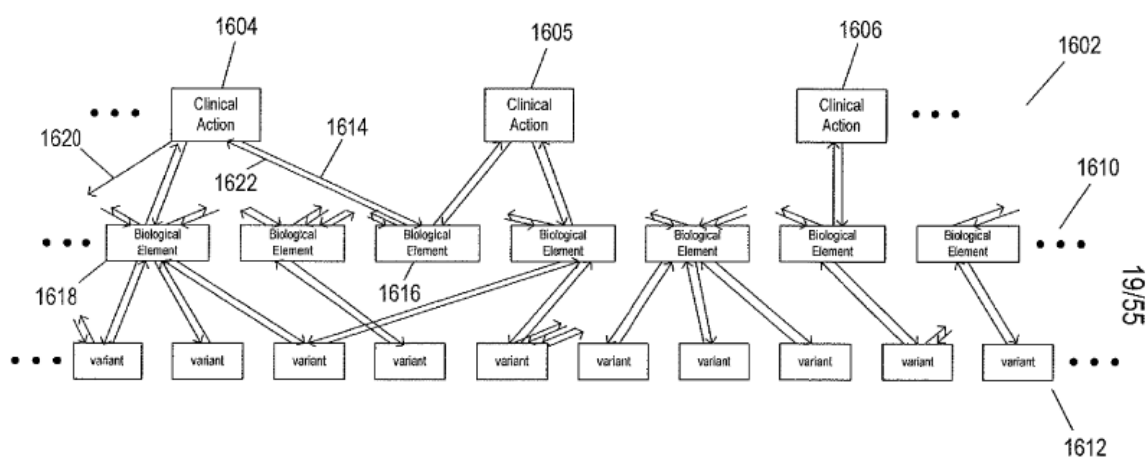 1604
1605
1606
1602
Clinical
Action
Clinical
Action
Clinical
Action
1620
1614
1622
1610
Biological
Element
Biological
Element
Biological
Element
Biological
Element
Biological
Element
Biological
Element
Biological
Element
1618
1616
19/55
variant
variant
variant
variant
variant
variant
variant
variant
variant
variant
1612